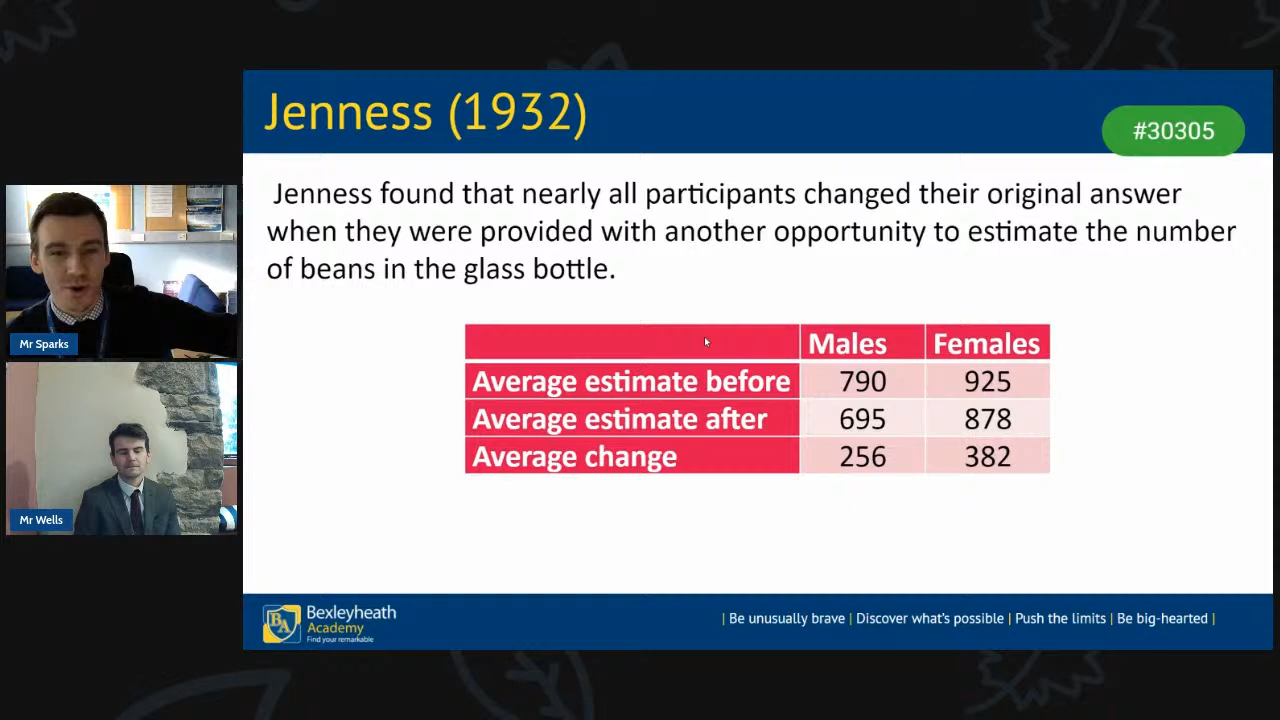 Jenness (1932)
#30305
Jenness found that nearly all participants changed their original answer
when they were provided with another opportunity to estimate the number
of beans in the glass bottle.
Males Females
Average estimate before 790 925
Average estimate after 695 878
Average change 256 382
Mr Sparks
Mr Wells
BA
Bexleyheath
Academy
Find your remarkable
| Be unusually brave | Discover what's possible | Push the limits | Be big-hearted |